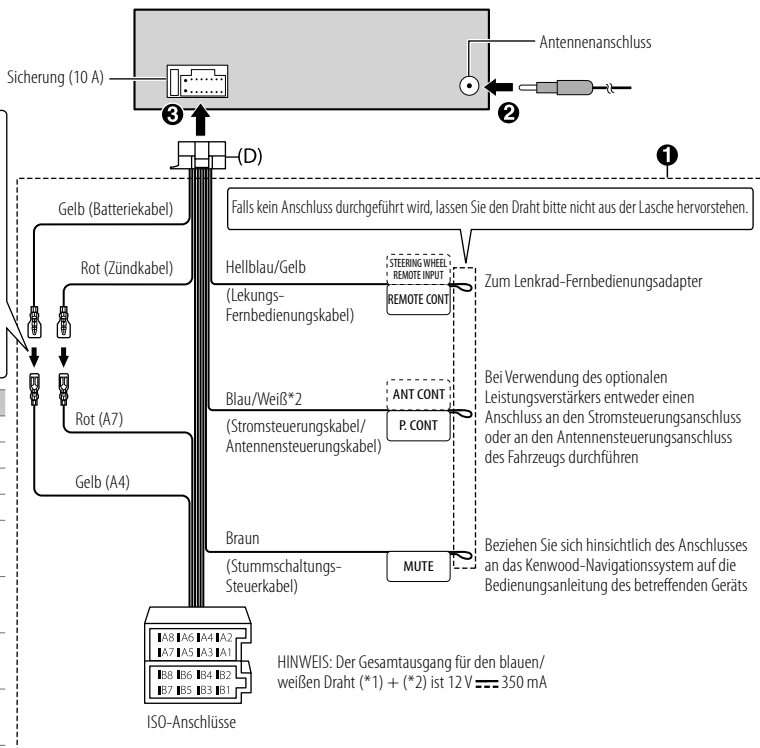 Antennenanschluss
Sicherung (10 A)
❸
❷
(D)
❶
Gelb (Batteriekabel)
Falls kein Anschluss durchgeführt wird, lassen Sie den Draht bitte nicht aus der Lasche hervorstehen.
Rot (Zündkabel)
Hellblau/Gelb
(Lekungs-
Fernbedienungskabel)
STEERING WHEEL
REMOTE INPUT
REMOTE CONT
Zum Lenkrad-Fernbedienungsadapter
Blau/Weiß*2
(Stromsteuerungskabel/
Antennensteuerungskabel)
ANT CONT
P. CONT
Bei Verwendung des optionalen
Leistungsverstärkers entweder einen
Anschluss an den Stromsteuerungsanschluss
oder an den Antennensteuerungsanschluss
des Fahrzeugs durchführen
Rot (A7)
Gelb (A4)
Braun
(Stummschaltungs-
Steuerkabel)
MUTE
Beziehen Sie sich hinsichtlich des Anschlusses
an das Kenwood-Navigationssystem auf die
Bedienungsanleitung des betreffenden Geräts
A8 A6 A4 A2
A7 A5 A3 A1
B8 B6 B4 B2
B7 B5 B3 B1
ISO-Anschlüsse
HINWEIS: Der Gesamtausgang für den blauen/
weißen Draht (*1) + (*2) ist 12 V ⎓ 350 mA